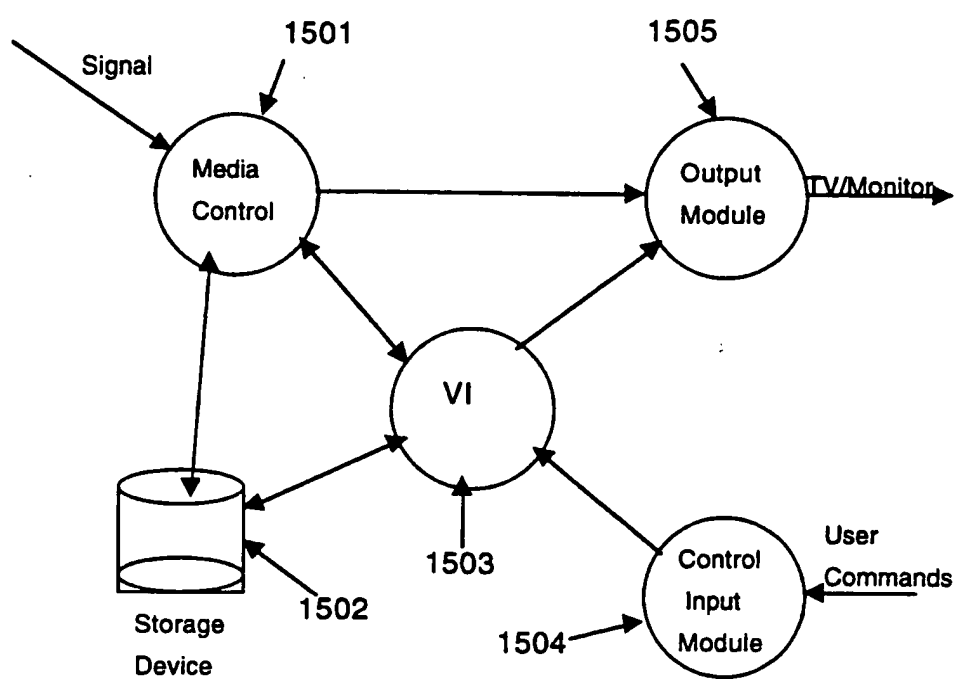 1501
1505
Signal
Media
Control
Output
Module
TV/Monitor
VI
1503
1502
Storage
Device
Control
Input
Module
User
Commands
1504